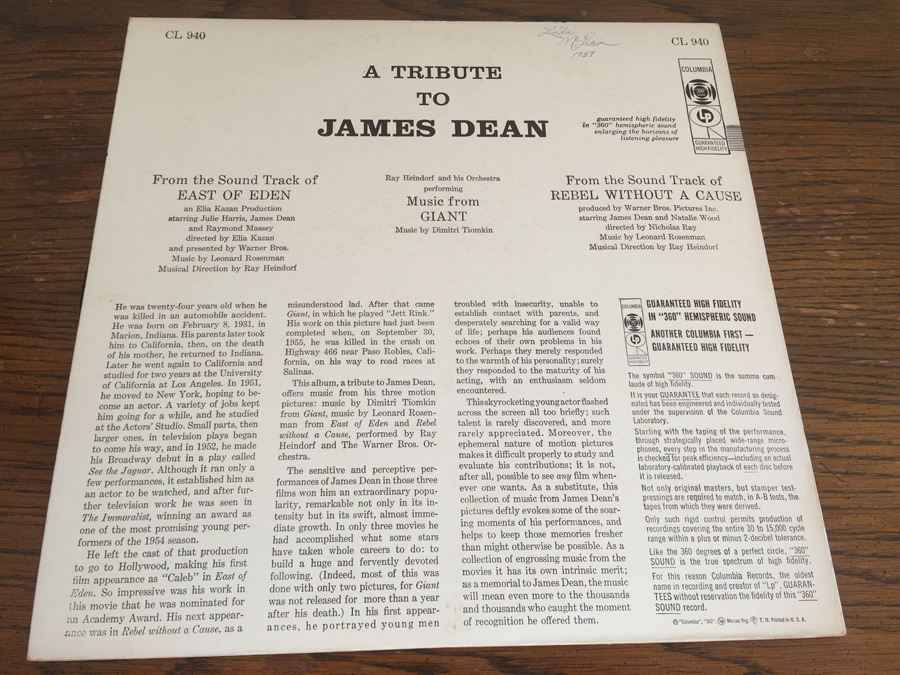 CL 940
Linda
McLean
1957
CL 940
A TRIBUTE
TO
JAMES DEAN
COLUMBIA
360
LP
GUARANTEED
HIGH FIDELITY
guaranteed high fidelity
in "360" hemispheric sound
enlarging the horizons of
listening pleasure
From the Sound Track of
EAST OF EDEN
an Elia Kazan Production
starring Julie Harris, James Dean
and Raymond Massey
directed by Elia Kazan
and presented by Warner Bros.
Music by Leonard Rosenman
Musical Direction by Ray Heindorf
Ray Heindorf and his Orchestra
performing
Music from
GIANT
Music by Dimitri Tiomkin
From the Sound Track of
REBEL WITHOUT A CAUSE
produced by Warner Bros. Pictures Inc.
starring James Dean and Natalie Wood
directed by Nicholas Ray
Music by Leonard Rosenman
Musical Direction by Ray Heindorf
He was twenty-four years old when he
was killed in an automobile accident.
He was born on February 8, 1931, in
Marion, Indiana. His parents later took
him to California, then, on the death
of his mother, he returned to Indiana.
Later he went again to California and
studied for two years at the University
of California at Los Angeles. In 1951,
he moved to New York, hoping to be-
come an actor. A variety of jobs kept
him going for a while, and he studied
at the Actors' Studio. Small parts, then
larger ones, in television plays began
to come his way, and in 1952, he made
his Broadway debut in a play called
See the Jaguar. Although it ran only a
few performances, it established him as
an actor to be watched, and after fur-
ther television work he was seen in
The Immoralist, winning an award as
one of the most promising young per-
formers of the 1954 season.
He left the cast of that production
to go to Hollywood, making his first
film appearance as "Caleb" in East of
Eden. So impressive was his work in
this movie that he was nominated for
an Academy Award. His next appear-
ance was in Rebel without a Cause, as a
misunderstood lad. After that came
Giant, in which he played "Jett Rink."
His work on this picture had just been
completed when, on September 30,
1955, he was killed in the crash on
Highway 466 near Paso Robles, Cali-
fornia, on his way to road races at
Salinas.
This album, a tribute to James Dean,
offers music from his three motion
pictures: music by Dimitri Tiomkin
from Giant, music by Leonard Rosen-
man from East of Eden and Rebel
without a Cause, performed by Ray
Heindorf and The Warner Bros. Or-
chestra.
The sensitive and perceptive per-
formances of James Dean in those three
films won him an extraordinary popu-
larity, remarkable not only in its in-
tensity but in its swift, almost imme-
diate growth. In only three movies he
had accomplished what some stars
have taken whole careers to do: to
build a huge and fervently devoted
following. (Indeed, most of this was
done with only two pictures, for Giant
was not released for more than a year
after his death.) In his first appear-
ances, he portrayed young men
troubled with insecurity, unable to
establish contact with parents, and
desperately searching for a valid way
of life; perhaps his audiences found
echoes of their own problems in his
work. Perhaps they merely responded
to the warmth of his personality; surely
they responded to the maturity of his
acting, with an enthusiasm seldom
encountered.
This skyrocketing young actor flashed
across the screen all too briefly; such
talent is rarely discovered, and more
rarely appreciated. Moreover, the
ephemeral nature of motion pictures
makes it difficult properly to study and
evaluate his contributions; it is not,
after all, possible to see any film when-
ever one wants. As a substitute, this
collection of music from James Dean's
pictures deftly evokes some of the soar-
ing moments of his performances, and
helps to keep those memories fresher
than might otherwise be possible. As a
collection of engrossing music from the
movies it has its own intrinsic merit;
as a memorial to James Dean, the music
will mean even more to the thousands
and thousands who caught the moment
of recognition he offered them.
COLUMBIA
LP
GUARANTEED HIGH FIDELITY
IN "360" HEMISPHERIC SOUND
ANOTHER COLUMBIA FIRST—
GUARANTEED HIGH FIDELITY
The symbol "360" SOUND is the summa cum
laude of high fidelity.
It is your GUARANTEE that each record so desig-
nated has been engineered and individually tested
under the supervision of the Columbia Sound
Laboratory.
Starting with the taping of the performance,
through strategically placed wide-range micro-
phones, every step in the manufacturing process
is checked for peak efficiency—including an actual
laboratory-calibrated playback of each disc before
it is released.
Not only original masters, but stamper test-
pressings are required to match, in A-B tests, the
tapes from which they were derived.
Only such rigid control permits production of
recordings covering the entire 30 to 15,000 cycle
range within a plus or minus 2-decibel tolerance.
Like the 360 degrees of a perfect circle, "360"
SOUND is the true spectrum of high fidelity.
For this reason Columbia Records, the oldest
name in recording and creator of "Lp", GUARAN-
TEES without reservation the fidelity of this "360"
SOUND record.
® "Columbia", "360", Marcas Reg. T. M. Printed in U. S. A.